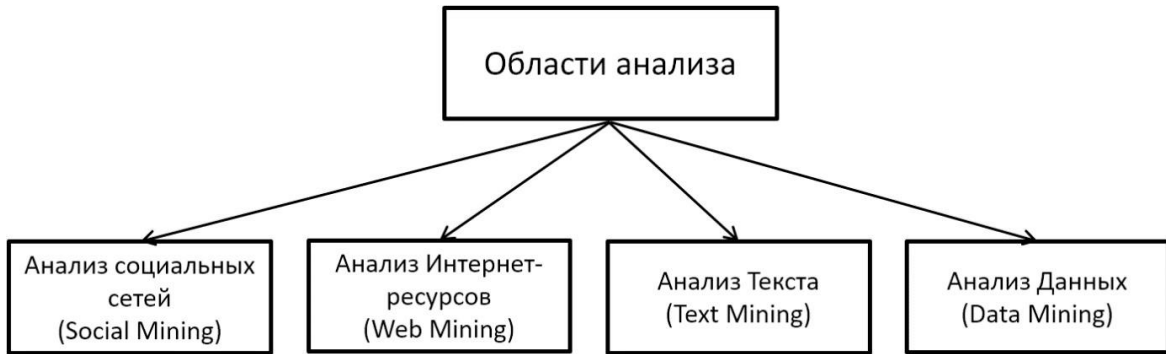 Области анализа
Анализ социальных
сетей
(Social Mining)
Анализ Интернет-
ресурсов
(Web Mining)
Анализ Текста
(Text Mining)
Анализ Данных
(Data Mining)